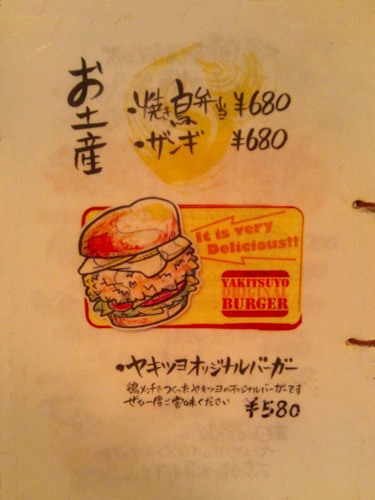 お土産
・焼き鳥弁当 ¥680
・ザンギ ¥680
It is very
Delicious!!
YAKITSUYO
ORIGINAL
BURGER
・ヤキツヨオリジナルバーガー
鶏メンチでつくったヤキツヨのオリジナルバーガーです
ぜひ一度ご賞味ください
¥580